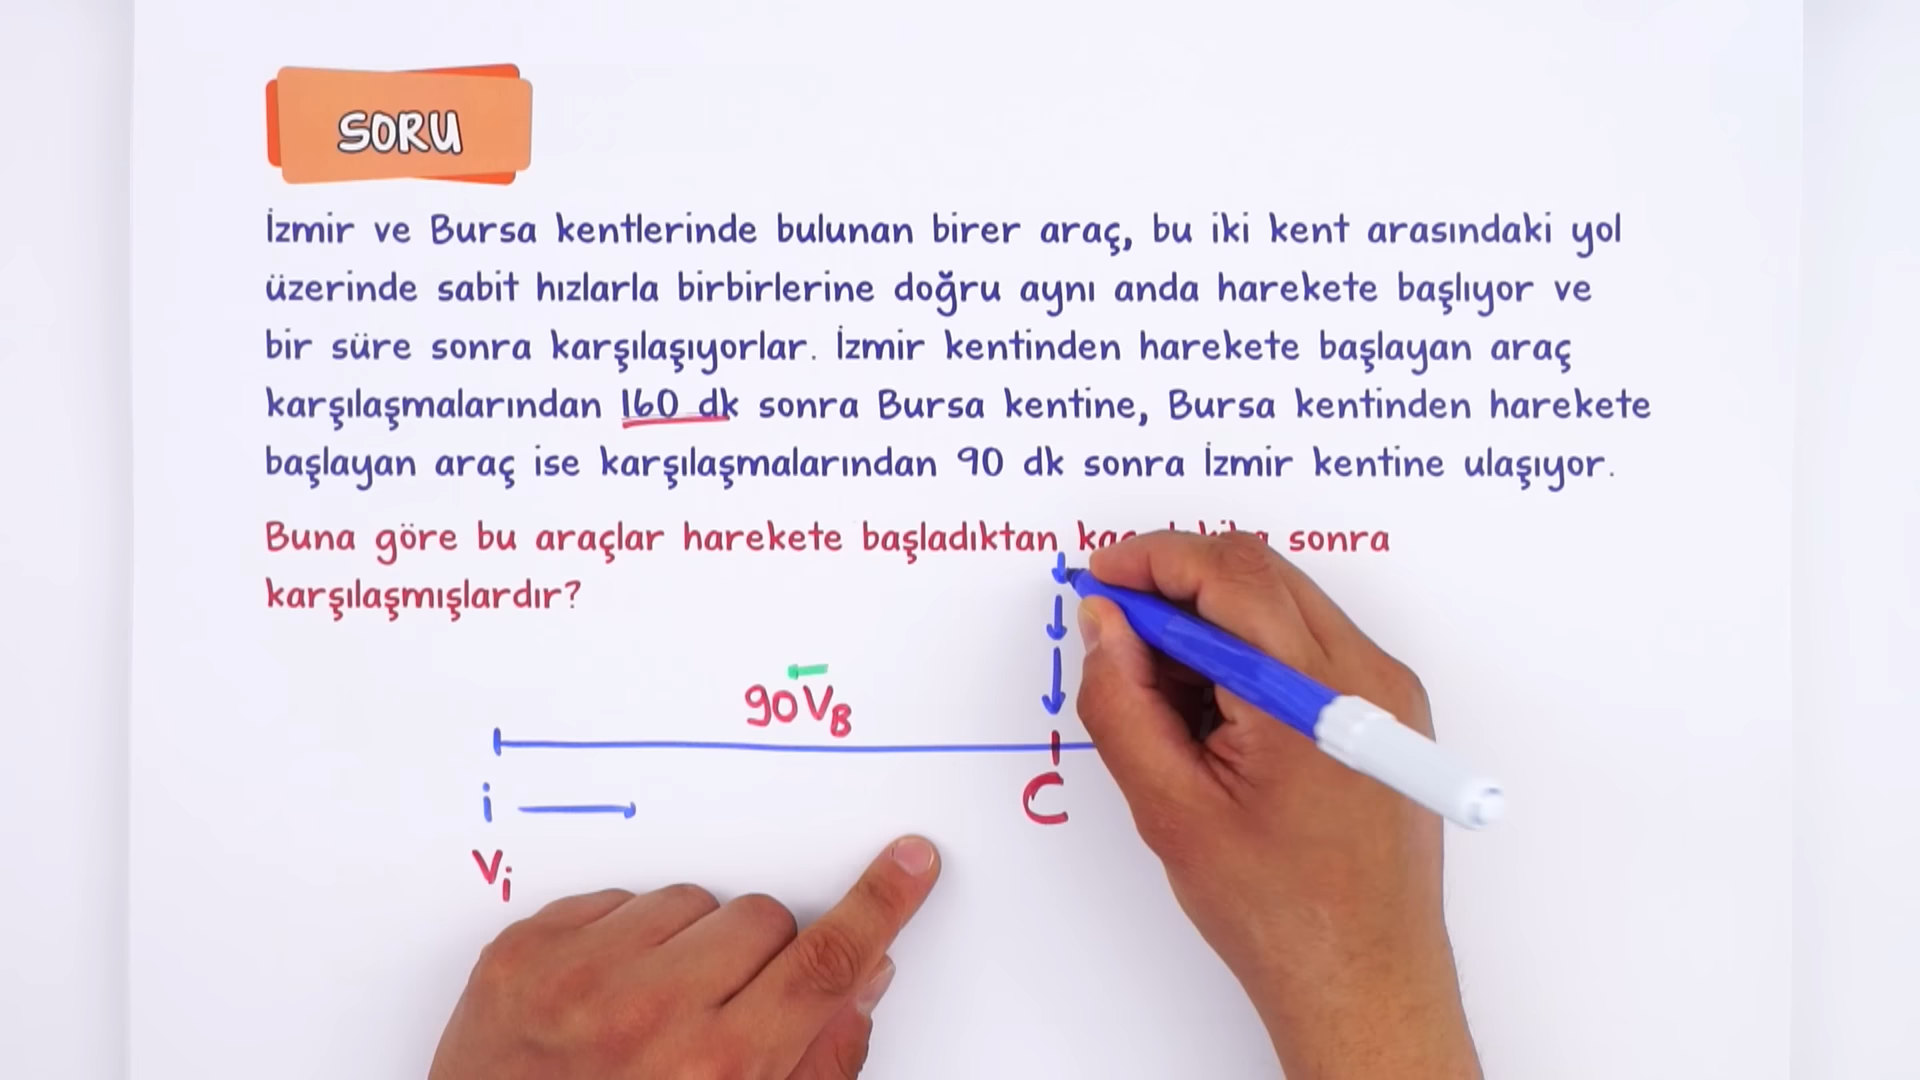 SORU
İzmir ve Bursa kentlerinde bulunan birer araç, bu iki kent arasındaki yol
üzerinde sabit hızlarla birbirlerine doğru aynı anda harekete başlıyor ve
bir süre sonra karşılaşıyorlar. İzmir kentinden harekete başlayan araç
karşılaşmalarından 160 dk sonra Bursa kentine, Bursa kentinden harekete
başlayan araç ise karşılaşmalarından 90 dk sonra İzmir kentine ulaşıyor.
Buna göre bu araçlar harekete başladıktan sonra
karşılaşmışlardır?
90VB
i
C
Vi